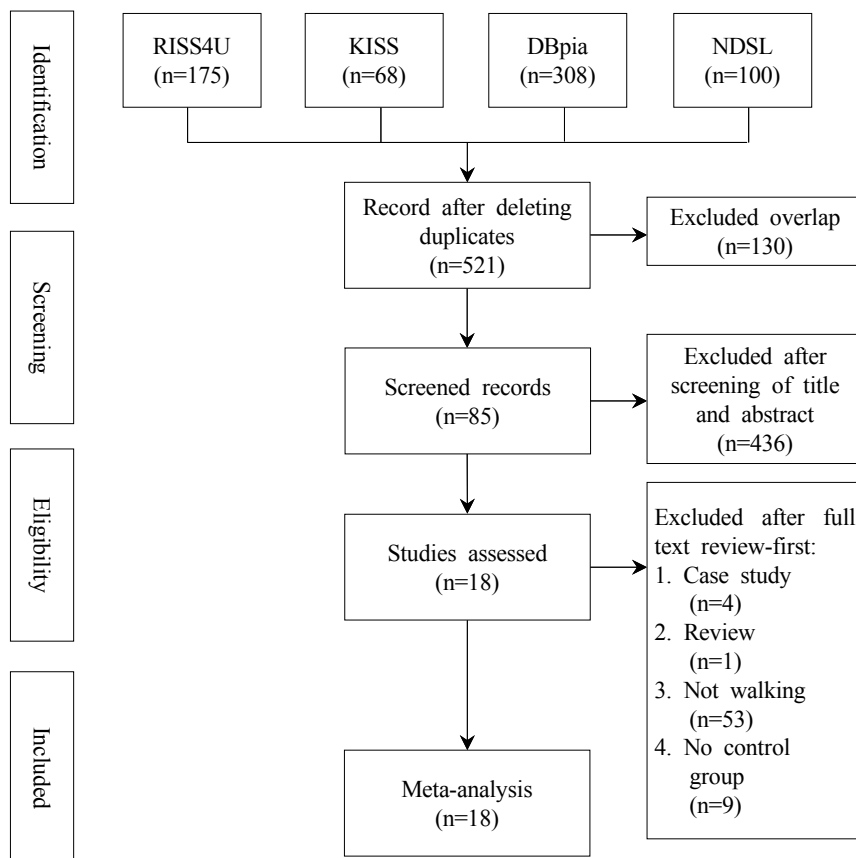 Identification
RISS4U
(n=175)
KISS
(n=68)
DBpia
(n=308)
NDSL
(n=100)
Record after deleting
duplicates
(n=521)
Excluded overlap
(n=130)
Screening
Screened records
(n=85)
Excluded after
screening of title
and abstract
(n=436)
Eligibility
Studies assessed
(n=18)
Excluded after full
text review-first:
1. Case study
(n=4)
2. Review
(n=1)
3. Not walking
(n=53)
4. No control
group
(n=9)
Included
Meta-analysis
(n=18)